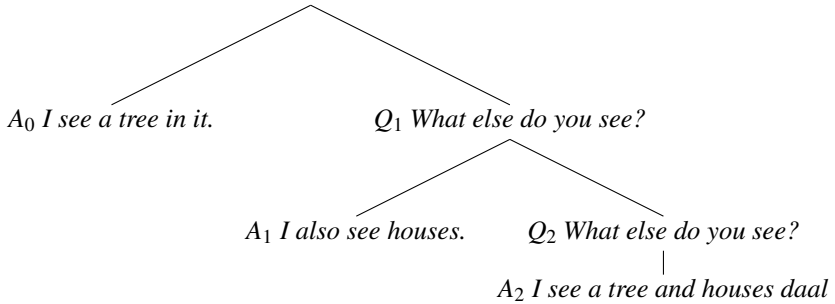 A₀ I see a tree in it. Q₁ What else do you see?
A₁ I also see houses. Q₂ What else do you see?
A₂ I see a tree and houses daal